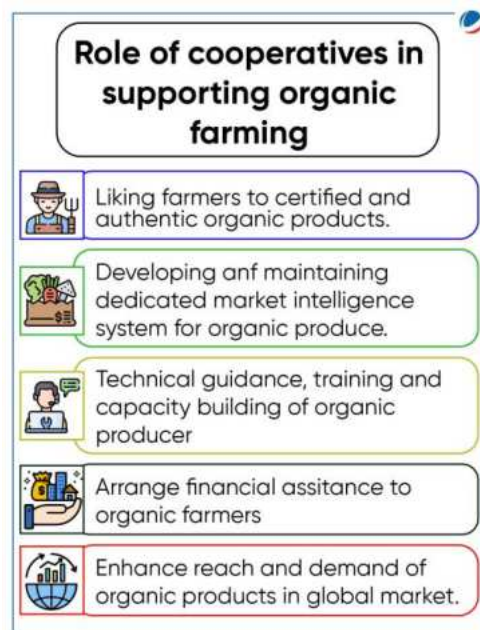 Role of cooperatives in
supporting organic
farming
Liking farmers to certified and
authentic organic products.
Developing anf maintaining
dedicated market intelligence
system for organic produce.
Technical guidance, training and
capacity building of organic
producer
Arrange financial assitance to
organic farmers
Enhance reach and demand of
organic products in global market.